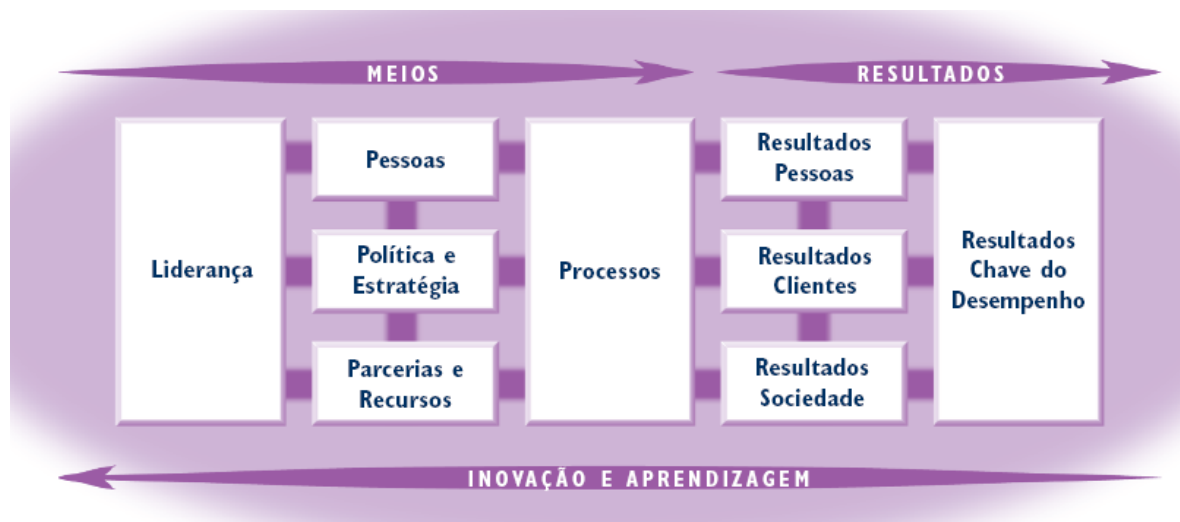 MEIOS
RESULTADOS
Liderança
Pessoas
Política e
Estratégia
Parcerias e
Recursos
Processos
Resultados
Pessoas
Resultados
Clientes
Resultados
Sociedade
Resultados
Chave do
Desempenho
INOVAÇÃO E APRENDIZAGEM